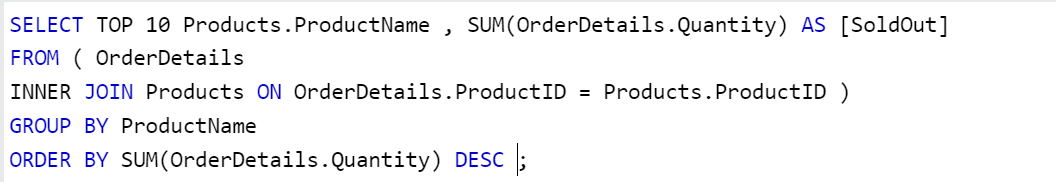 SELECT TOP 10 Products.ProductName , SUM(OrderDetails.Quantity) AS [SoldOut]
FROM ( OrderDetails
INNER JOIN Products ON OrderDetails.ProductID = Products.ProductID )
GROUP BY ProductName
ORDER BY SUM(OrderDetails.Quantity) DESC ;